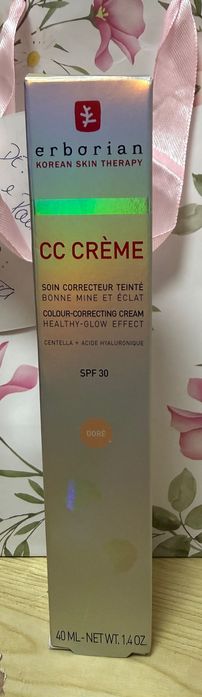 erborian
KOREAN SKIN THERAPY
CC CRÈME
SOIN CORRECTEUR TEINTÉ
BONNE MINE ET ÉCLAT
COLOUR-CORRECTING CREAM
HEALTHY-GLOW EFFECT
CENTELLA + ACIDE HYALURONIQUE
SPF 30
DORÉ
40 ML - NET WT. 1.4 OZ.